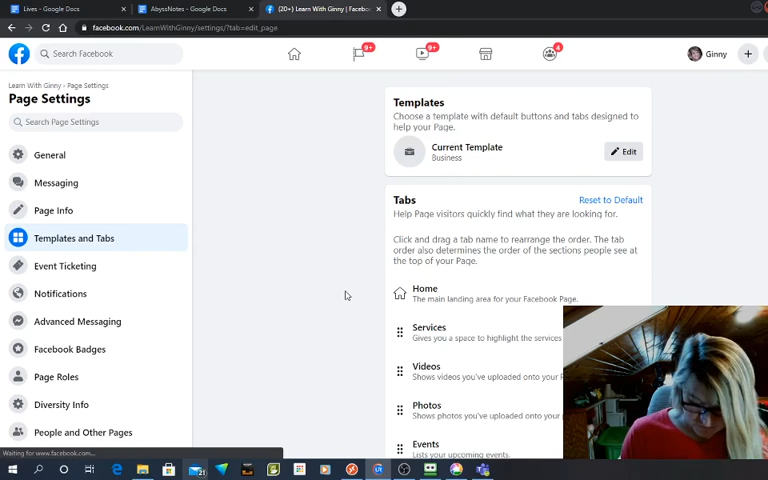 Lives - Google Docs
AbyssNotes - Google Docs
(20+) Learn With Ginny | Faceboo
facebook.com/LearnWithGinny/settings/?tab=edit_page
Search Facebook
9+
9+
4
Ginny
Learn With Ginny › Page Settings
Page Settings
Search Page Settings
General
Messaging
Page Info
Templates and Tabs
Event Ticketing
Notifications
Advanced Messaging
Facebook Badges
Page Roles
Diversity Info
People and Other Pages
Templates
Choose a template with default buttons and tabs designed to
help your Page.
Current Template
Business
Edit
Tabs
Reset to Default
Help Page visitors quickly find what they are looking for.
Click and drag a tab name to rearrange the order. The tab
order also determines the order of the sections people see at
the top of your Page.
Home
The main landing area for your Facebook Page.
Services
Gives you a space to highlight the services
Videos
Shows videos you've uploaded onto your
Photos
Shows photos you've uploaded onto your
Events
Lists your upcoming events.
Waiting for www.facebook.com...
21